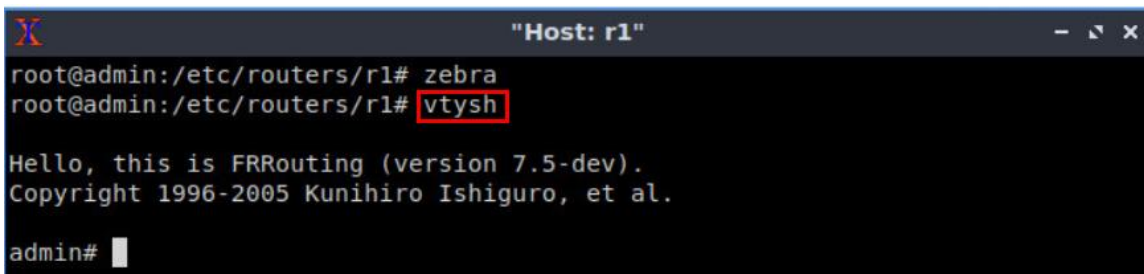 "Host: r1"
root@admin:/etc/routers/r1# zebra
root@admin:/etc/routers/r1# vtysh
Hello, this is FRRouting (version 7.5-dev).
Copyright 1996-2005 Kunihiro Ishiguro, et al.
admin#